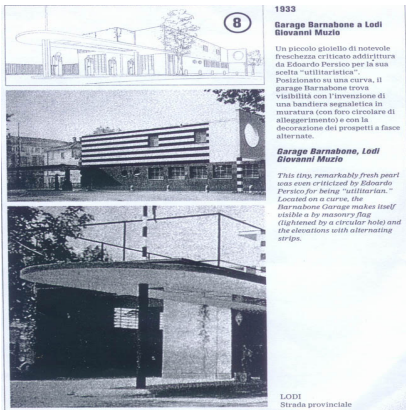 8
1933
Garage Barnabone a Lodi
Giovanni Muzio
Un piccolo gioiello di notevole
freschezza criticato addirittura
da Edoardo Persico per la sua
scelta "utilitaristica".
Posizionato su una curva, il
garage Barnabone trova
visibilità con l'invenzione di
una bandiera segnaletica in
muratura (con foro circolare di
alleggerimento) e con la
decorazione dei prospetti a fasce
alternate.
Garage Barnabone, Lodi
Giovanni Muzio
This tiny, remarkably fresh pearl
was even criticized by Edoardo
Persico for being "utilitarian."
Located on a curve, the
Barnabone Garage makes itself
visible a by masonry flag
(lightened by a circular hole) and
the elevations with alternating
strips.
LODI
Strada provinciale